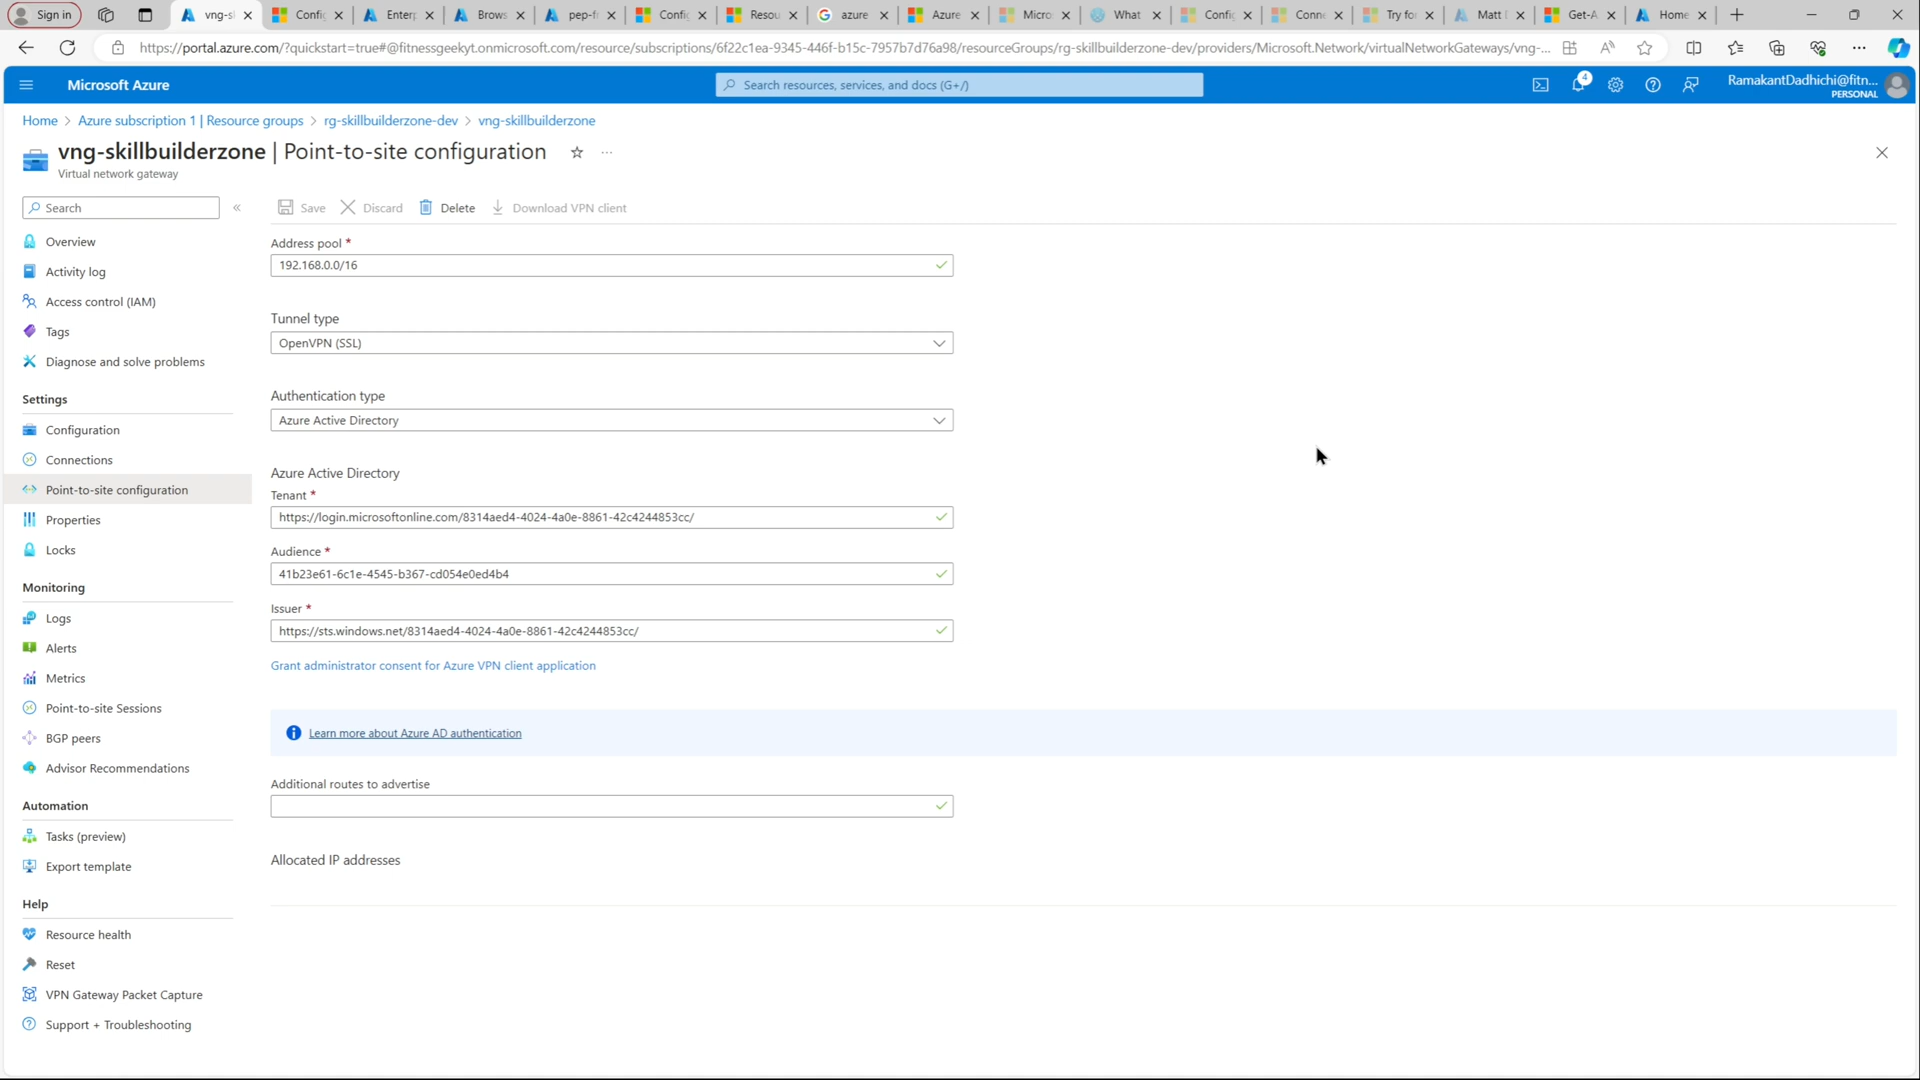 Sign in
vng-sk
Config
Enterp
Brows
pep-f
Config
Resou
azure
Azure
Micro
What
Config
Conne
Try fo
Matt D
Get-A
Home
https://portal.azure.com/?quickstart=true#@fitnessgeekyt.onmicrosoft.com/resource/subscriptions/6f22c1ea-9345-446f-b15c-7957b7d76a98/resourceGroups/rg-skillbuilderzone-dev/providers/Microsoft.Network/virtualNetworkGateways/vng-...
Microsoft Azure
Search resources, services, and docs (G+/)
4
RamakantDadhichi@fitn...
PERSONAL
Home > Azure subscription 1 | Resource groups > rg-skillbuilderzone-dev > vng-skillbuilderzone
vng-skillbuilderzone | Point-to-site configuration
Virtual network gateway
Search
Overview
Activity log
Access control (IAM)
Tags
Diagnose and solve problems
Settings
Configuration
Connections
Point-to-site configuration
Properties
Locks
Monitoring
Logs
Alerts
Metrics
Point-to-site Sessions
BGP peers
Advisor Recommendations
Automation
Tasks (preview)
Export template
Help
Resource health
Reset
VPN Gateway Packet Capture
Support + Troubleshooting
Save Discard Delete Download VPN client
Address pool *
192.168.0.0/16
Tunnel type
OpenVPN (SSL)
Authentication type
Azure Active Directory
Azure Active Directory
Tenant *
https://login.microsoftonline.com/8314aed4-4024-4a0e-8861-42c4244853cc/
Audience *
41b23e61-6c1e-4545-b367-cd054e0ed4b4
Issuer *
https://sts.windows.net/8314aed4-4024-4a0e-8861-42c4244853cc/
Grant administrator consent for Azure VPN client application
Learn more about Azure AD authentication
Additional routes to advertise
Allocated IP addresses